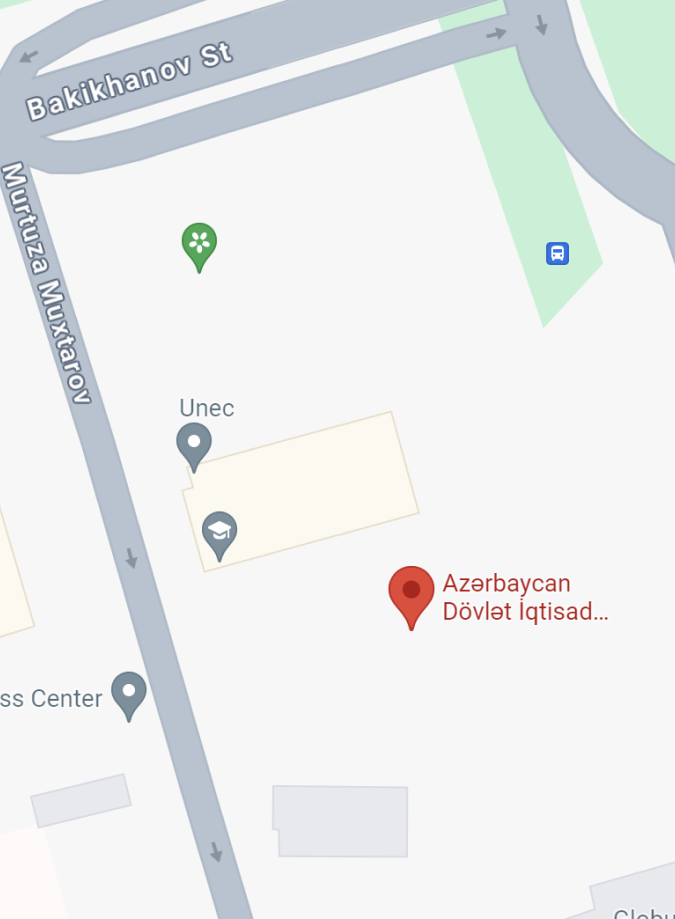 Bakikhanov St
Murtuza Muxtarov
Unec
Azərbaycan
Dövlət İqtisad...
ss Center